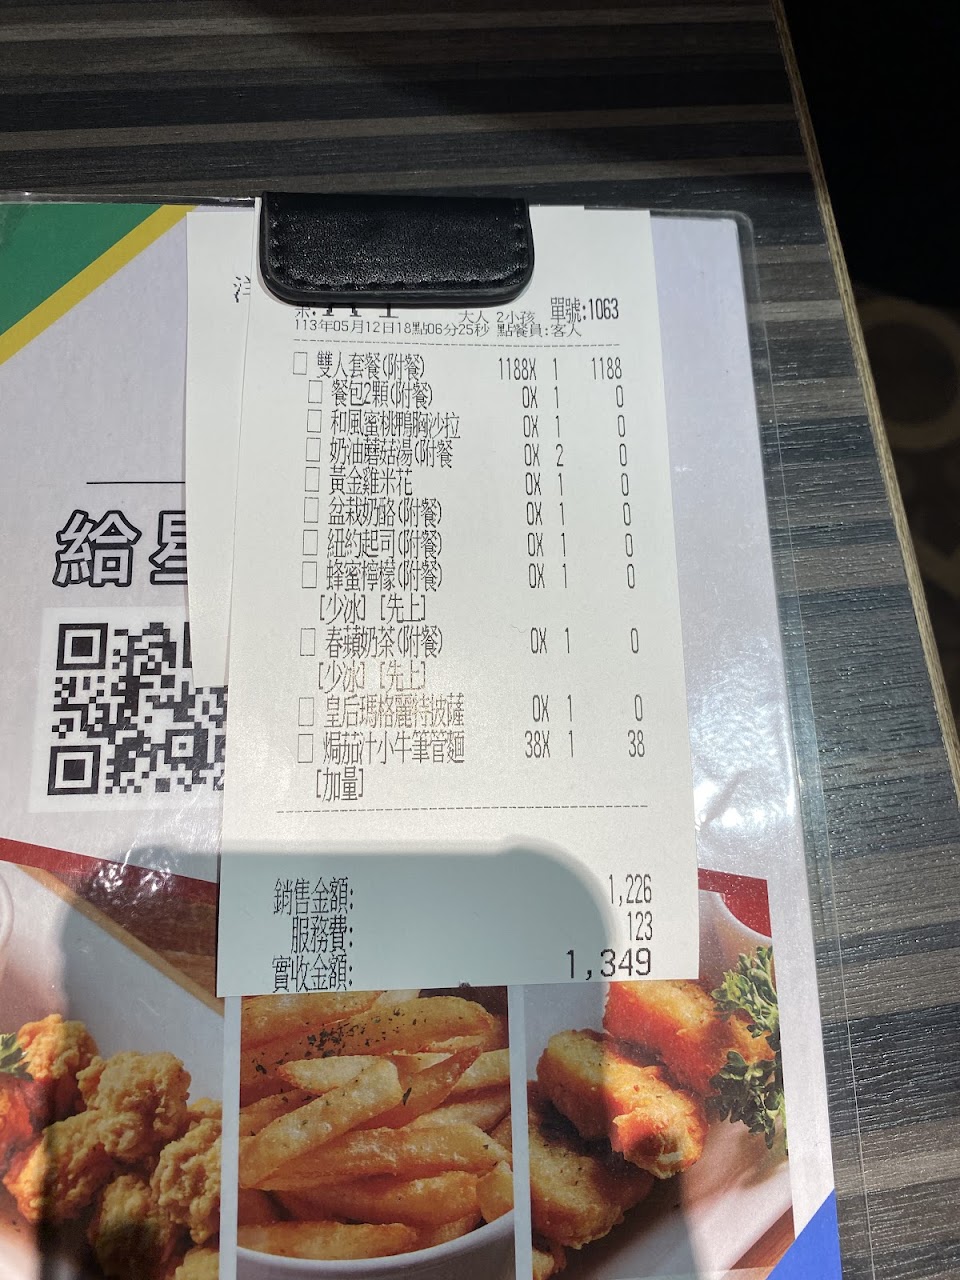 單號:1063
大人 2小孩
113年05月12日18點06分25秒 點餐員:客人
雙人套餐(附餐) 1188X 1 1188
餐包2顆(附餐) 0X 1 0
和風蜜桃鴨胸沙拉 0X 1 0
奶油蘑菇湯(附餐 0X 2 0
黃金雞米花 0X 1 0
盆栽奶酪(附餐) 0X 1 0
紐約起司(附餐) 0X 1 0
蜂蜜檸檬(附餐) 0X 1 0
[少冰] [先上]
春蘋奶茶(附餐) 0X 1 0
[少冰] [先上]
皇后瑪格麗特披薩 0X 1 0
焗茄汁小牛筆管麵 38X 1 38
[加量]
銷售金額: 1,226
服務費: 123
實收金額: 1,349
給星